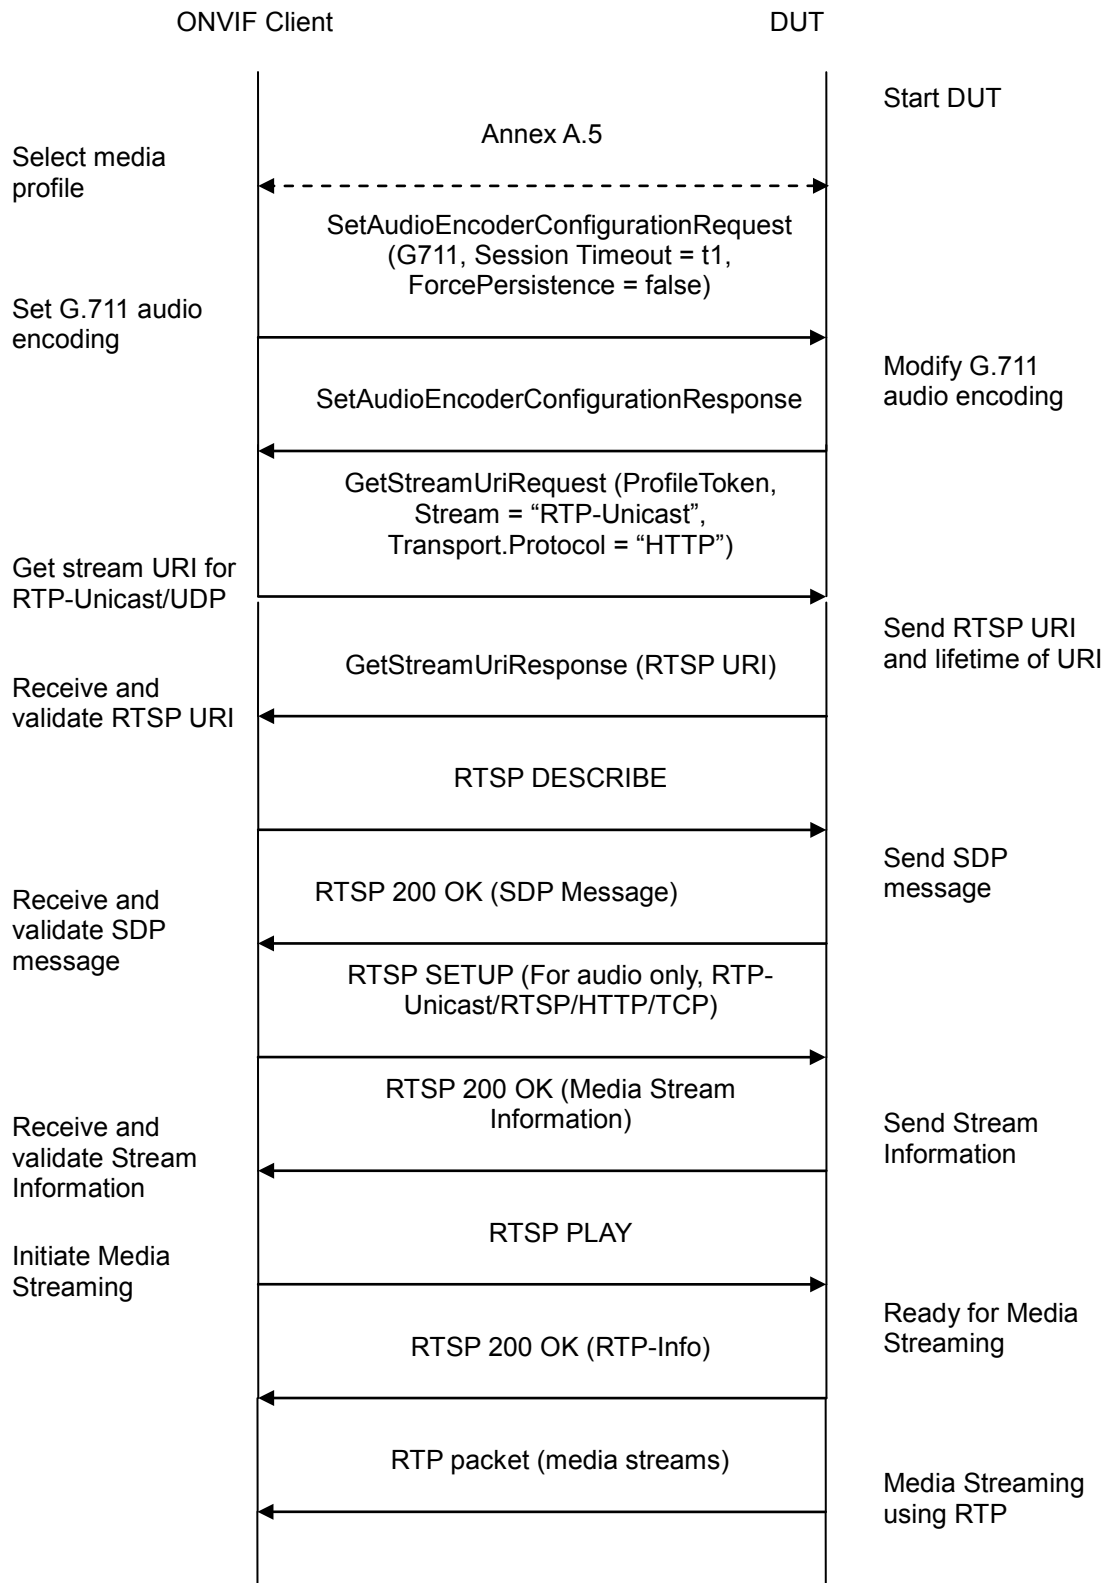 ONVIF Client
DUT
Start DUT
Annex A.5
Select media
profile
SetAudioEncoderConfigurationRequest
(G711, Session Timeout = t1,
ForcePersistence = false)
Set G.711 audio
encoding
Modify G.711
audio encoding
SetAudioEncoderConfigurationResponse
GetStreamUriRequest (ProfileToken,
Stream = “RTP-Unicast”,
Transport.Protocol = “HTTP”)
Get stream URI for
RTP-Unicast/UDP
Send RTSP URI
and lifetime of URI
GetStreamUriResponse (RTSP URI)
Receive and
validate RTSP URI
RTSP DESCRIBE
Send SDP
message
RTSP 200 OK (SDP Message)
Receive and
validate SDP
message
RTSP SETUP (For audio only, RTP-
Unicast/RTSP/HTTP/TCP)
RTSP 200 OK (Media Stream
Information)
Receive and
validate Stream
Information
Send Stream
Information
RTSP PLAY
Initiate Media
Streaming
Ready for Media
Streaming
RTSP 200 OK (RTP-Info)
RTP packet (media streams)
Media Streaming
using RTP